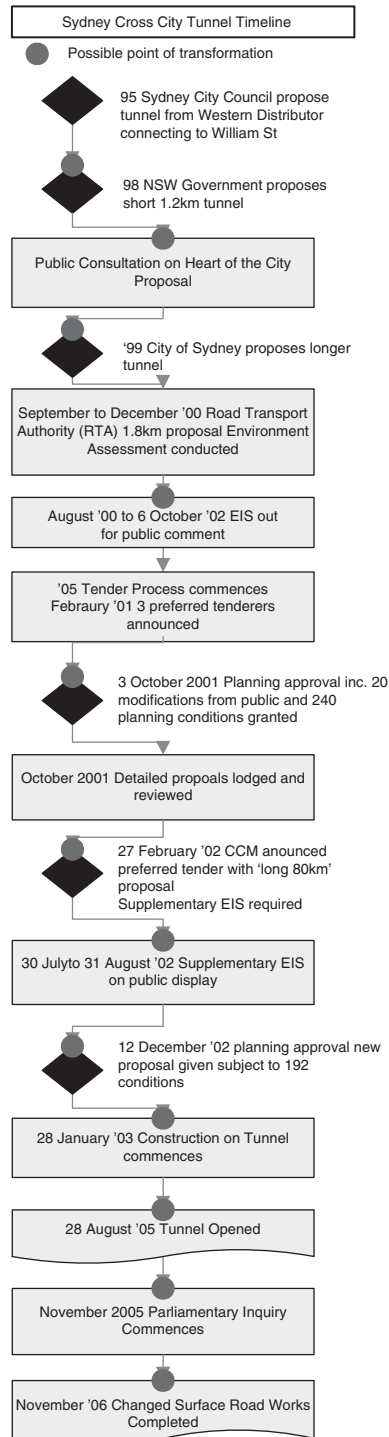 Sydney Cross City Tunnel Timeline
Possible point of transformation
95 Sydney City Council propose
tunnel from Western Distributor
connecting to William St
98 NSW Government proposes
short 1.2km tunnel
Public Consultation on Heart of the City
Proposal
'99 City of Sydney proposes longer
tunnel
September to December '00 Road Transport
Authority (RTA) 1.8km proposal Environment
Assessment conducted
August '00 to 6 October '02 EIS out
for public comment
'05 Tender Process commences
Febraury '01 3 preferred tenderers
announced
3 October 2001 Planning approval inc. 20
modifications from public and 240
planning conditions granted
October 2001 Detailed propoals lodged and
reviewed
27 February '02 CCM anounced
preferred tender with 'long 80km'
proposal
Supplementary EIS required
30 Julyto 31 August '02 Supplementary EIS
on public display
12 December '02 planning approval new
proposal given subject to 192
conditions
28 January '03 Construction on Tunnel
commences
28 August '05 Tunnel Opened
November 2005 Parliamentary Inquiry
Commences
November '06 Changed Surface Road Works
Completed